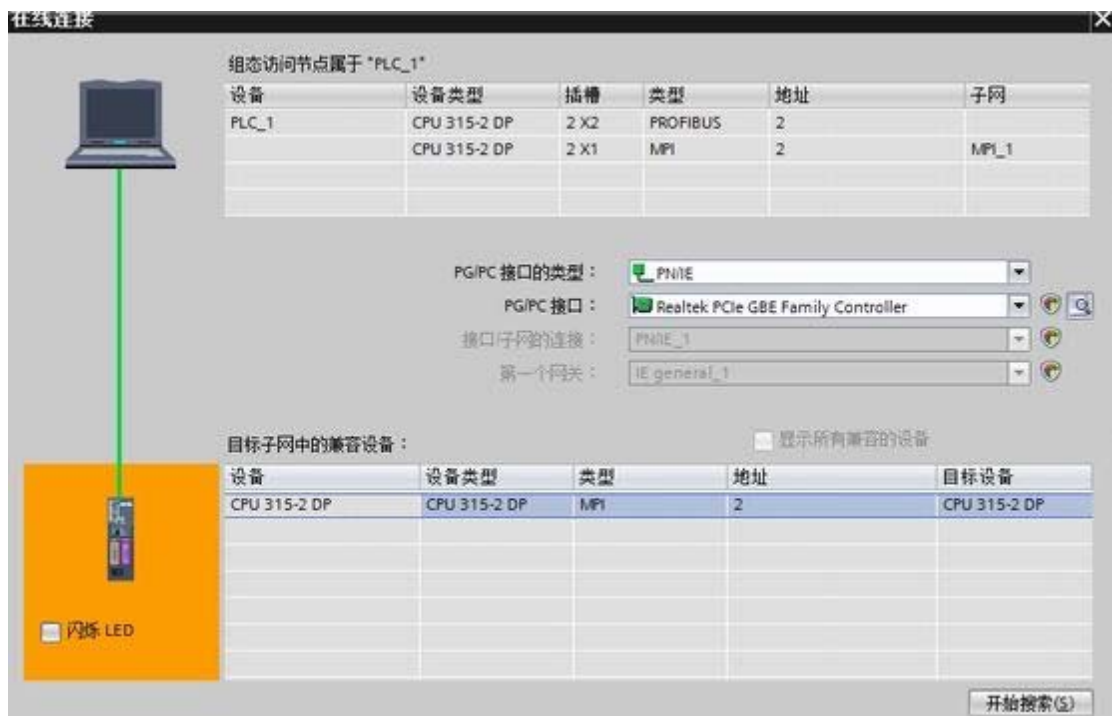 在线连接
组态访问节点属于 "PLC_1"
设备 设备类型 插槽 类型 地址 子网
PLC_1 CPU 315-2 DP 2 X2 PROFIBUS 2
CPU 315-2 DP 2 X1 MPI 2 MPI_1
PG/PC 接口的类型： PN/IE
PG/PC 接口： Realtek PCIe GBE Family Controller
接口/子网的连接： PN/IE_1
第一个网关： IE general_1
目标子网中的兼容设备： 显示所有兼容的设备
设备 设备类型 类型 地址 目标设备
CPU 315-2 DP CPU 315-2 DP MPI 2 CPU 315-2 DP
闪烁 LED
开始搜索(S)